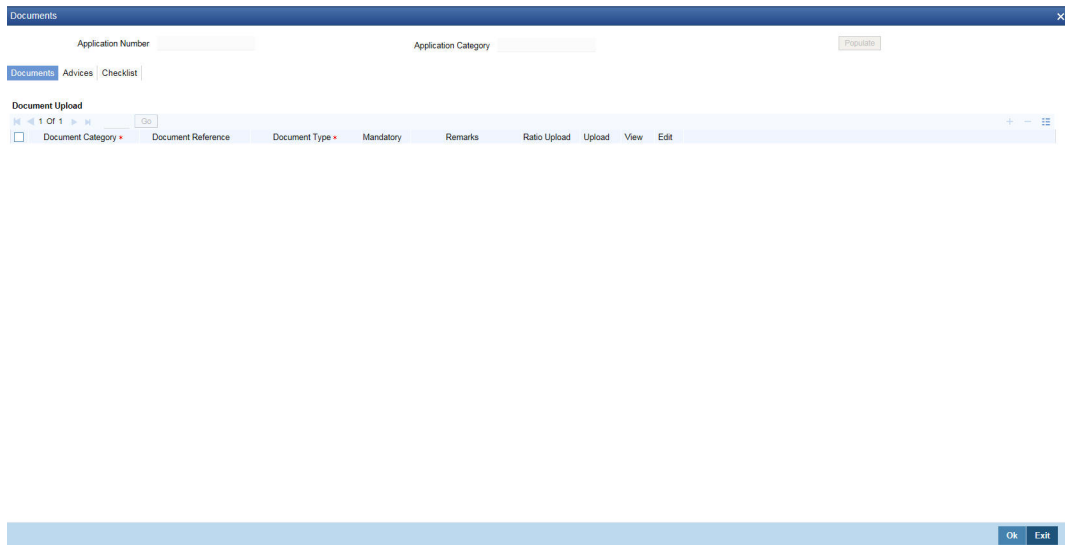 Documents
Application Number Application Category Populate
Documents Advices Checklist
Document Upload
1 Of 1 Go
Document Category * Document Reference Document Type * Mandatory Remarks Ratio Upload Upload View Edit
Ok Exit